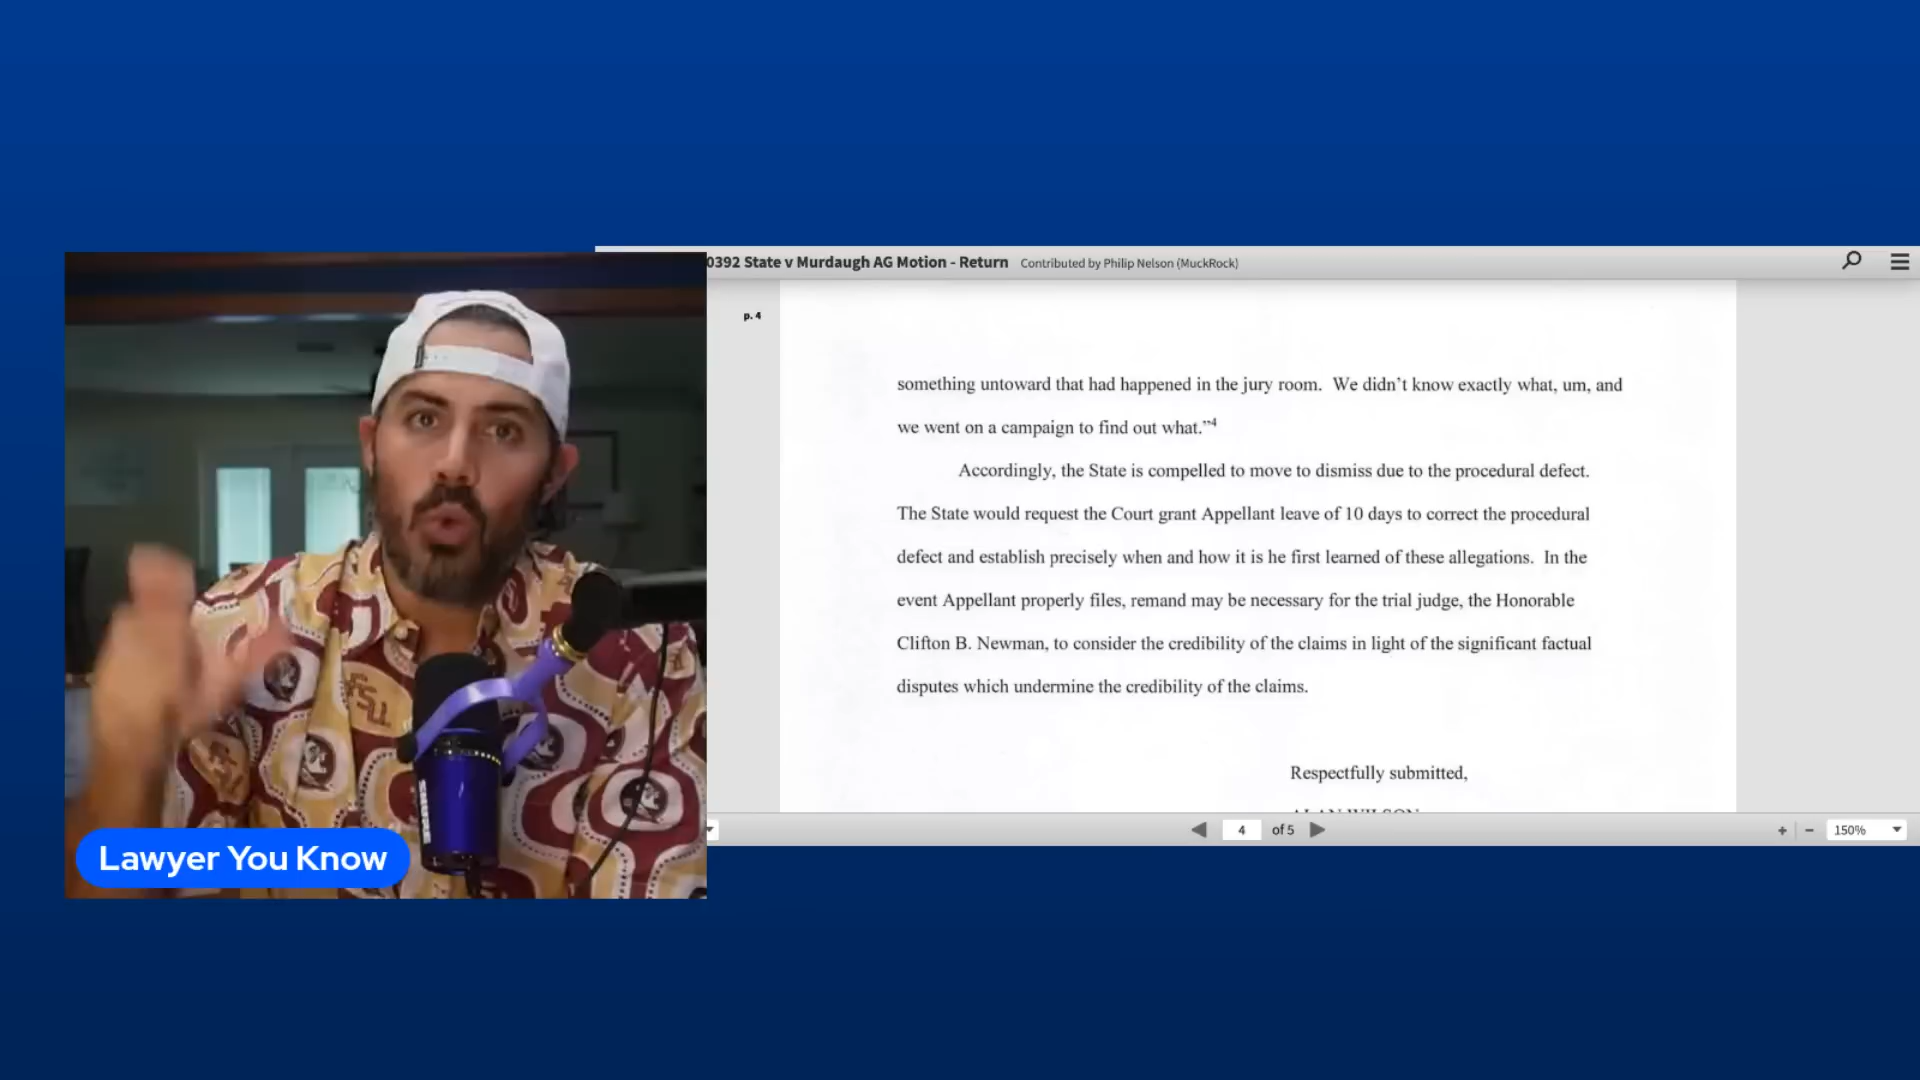 0392 State v Murdaugh AG Motion - Return Contributed by Philip Nelson (MuckRock)
p. 4
something untoward that had happened in the jury room. We didn't know exactly what, um, and
we went on a campaign to find out what.”4
Accordingly, the State is compelled to move to dismiss due to the procedural defect.
The State would request the Court grant Appellant leave of 10 days to correct the procedural
defect and establish precisely when and how it is he first learned of these allegations. In the
event Appellant properly files, remand may be necessary for the trial judge, the Honorable
Clifton B. Newman, to consider the credibility of the claims in light of the significant factual
disputes which undermine the credibility of the claims.
Respectfully submitted,
ALAN WILSON
4 of 5
150%
FSU
SHURE
Lawyer You Know